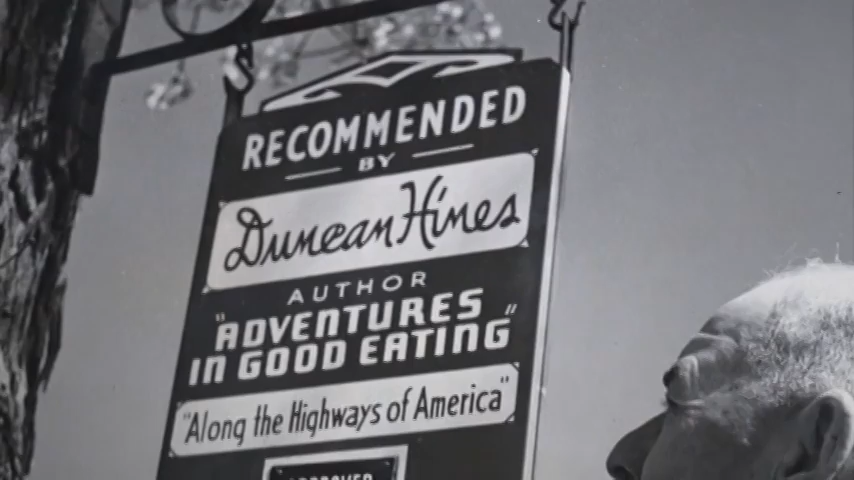 RECOMMENDED
BY
Duncan Hines
AUTHOR
"ADVENTURES
IN GOOD EATING"
"Along the Highways of America"